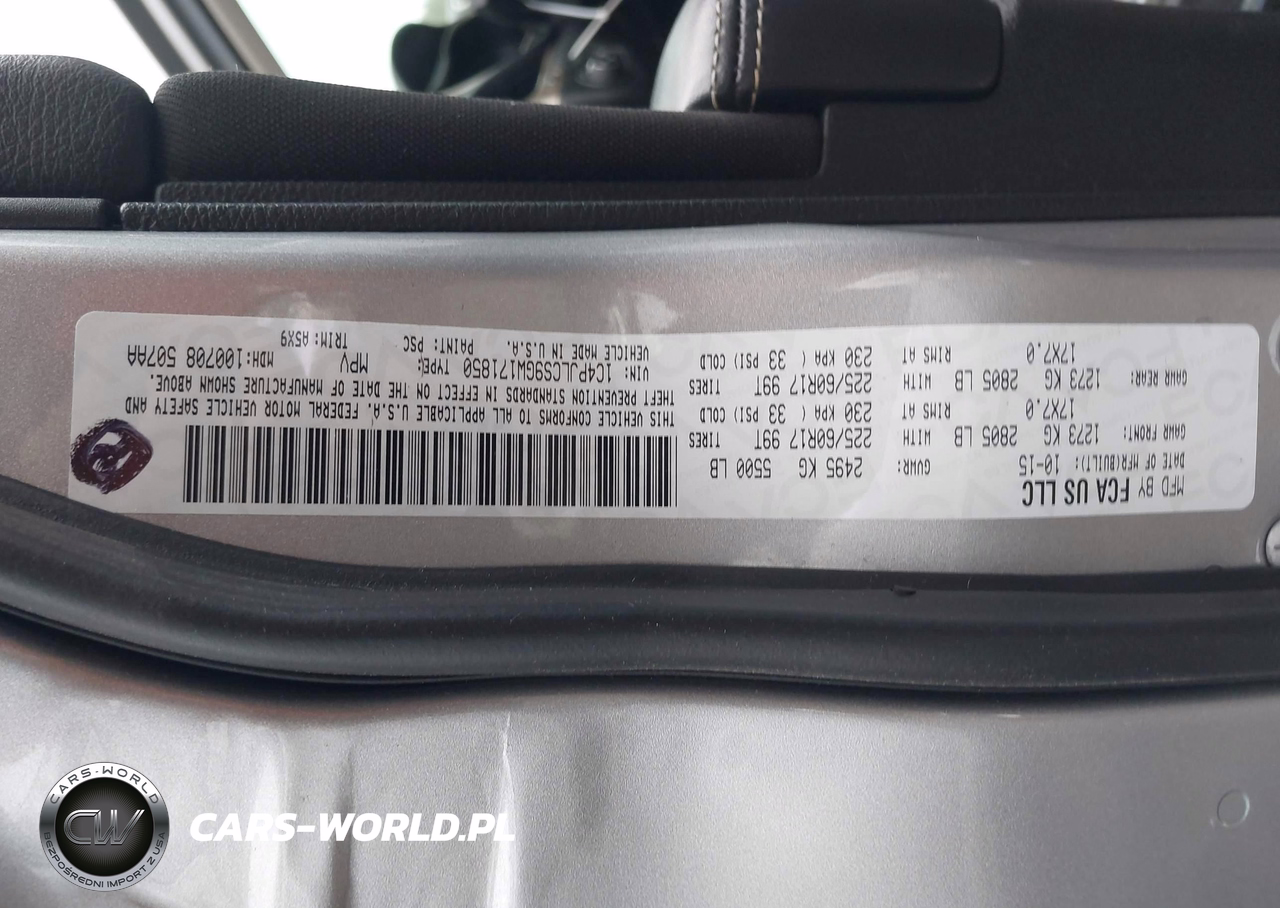 MFD BY FCA US LLC
DATE OF MFR(BUILT): 10-15
GVWR: 2495 KG 5500 LB
GAWR FRONT: 1273 KG 2805 LB WITH TIRES 225/60R17 99T
17X7.0 RIMS AT 230 KPA ( 33 PSI) COLD
GAWR REAR: 1273 KG 2805 LB WITH TIRES 225/60R17 99T
17X7.0 RIMS AT 230 KPA ( 33 PSI) COLD
THIS VEHICLE CONFORMS TO ALL APPLICABLE U.S.A. FEDERAL MOTOR VEHICLE SAFETY AND
THEFT PREVENTION STANDARDS IN EFFECT ON THE DATE OF MANUFACTURE SHOWN ABOVE.
VIN: 1C4PJLCS9GW171850 TYPE: MPV MDH:100708 507AA
VEHICLE MADE IN U.S.A. PAINT: PSC TRIM: A5X9
CARS-WORLD
CW
BEZPOŚREDNI IMPORT Z USA
CARS-WORLD.PL